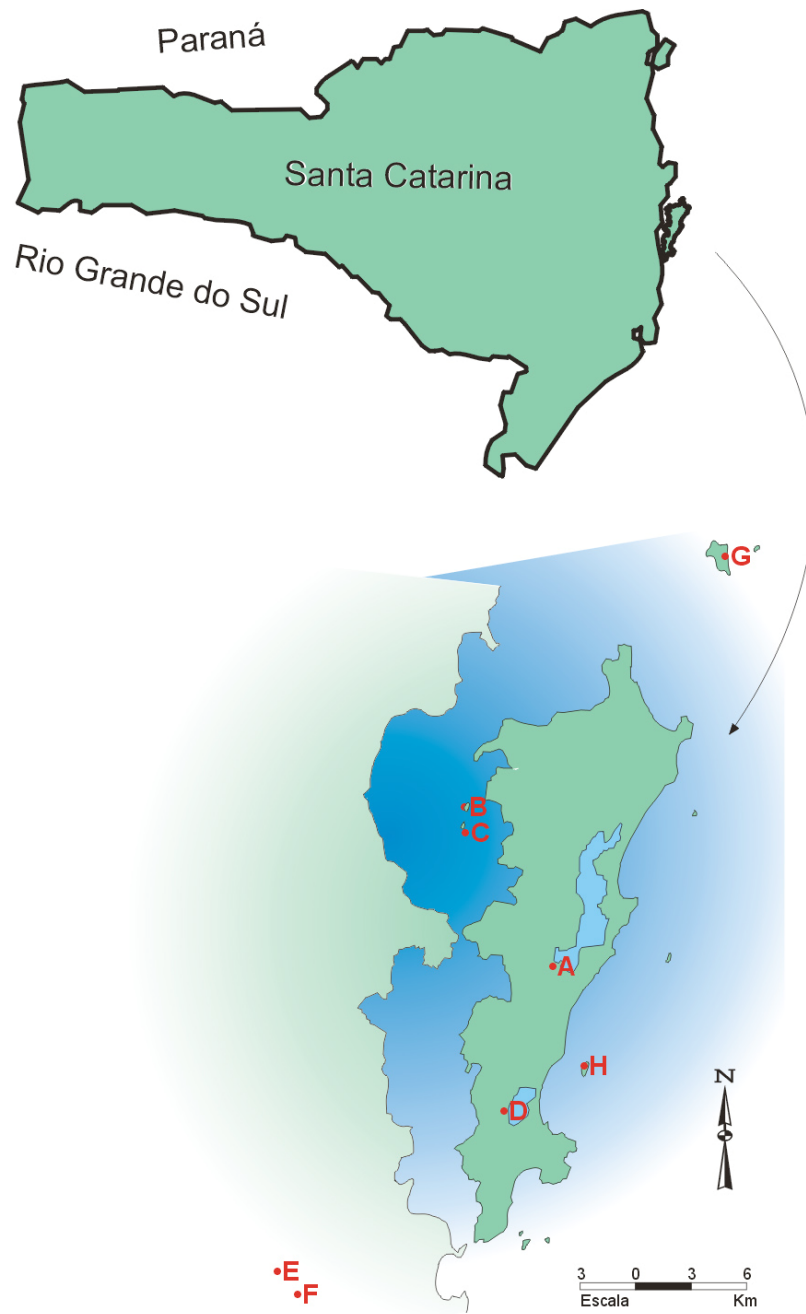 Paraná
Santa Catarina
Rio Grande do Sul
G
B
C
A
H
N
D
E
F
3 0 3 6
Escala Km